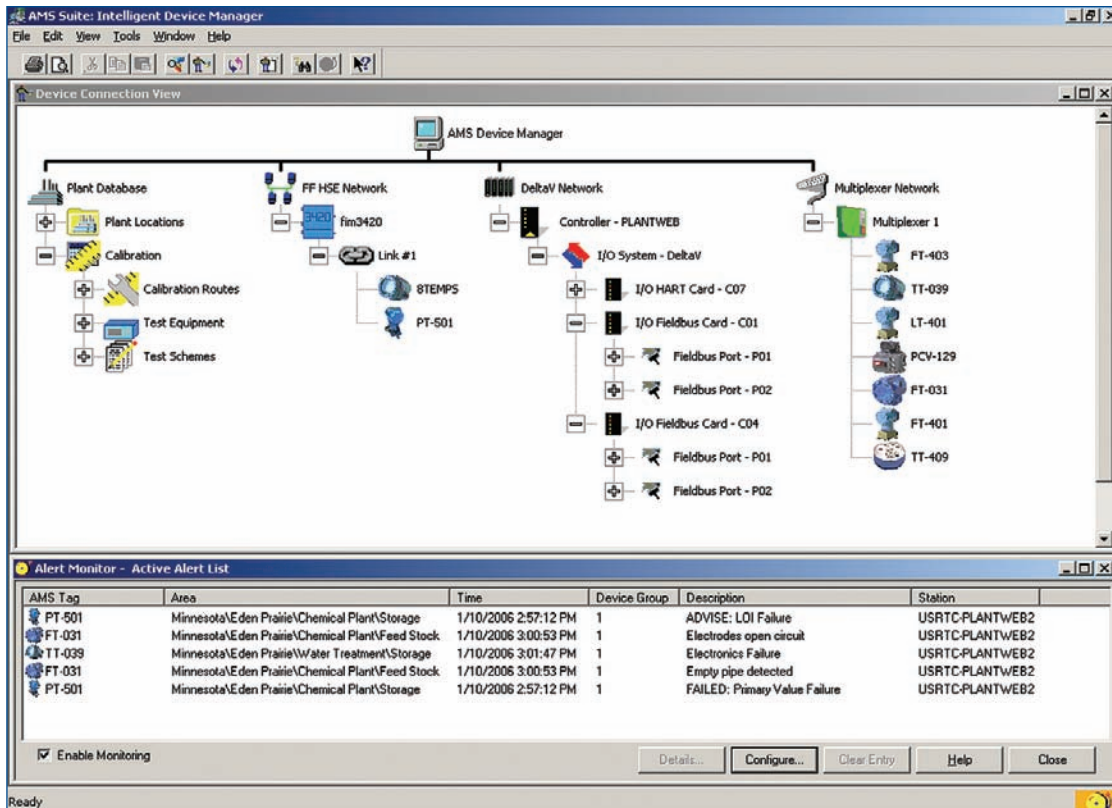 AMS Suite: Intelligent Device Manager
File Edit View Tools Window Help
Device Connection View
AMS Device Manager
Plant Database FF HSE Network DeltaV Network Multiplexer Network
Plant Locations fim3420 Controller - PLANTWEB Multiplexer 1
Calibration Link #1 I/O System - DeltaV FT-403
Calibration Routes 8TEMPS I/O HART Card - C07 TT-039
Test Equipment PT-501 I/O Fieldbus Card - C01 LT-401
Test Schemes Fieldbus Port - P01 PCV-129
Fieldbus Port - P02 FT-031
I/O Fieldbus Card - C04 FT-401
Fieldbus Port - P01 TT-409
Fieldbus Port - P02
Alert Monitor - Active Alert List
AMS Tag Area Time Device Group Description Station
PT-501 Minnesota\Eden Prairie\Chemical Plant\Storage 1/10/2006 2:57:12 PM 1 ADVISE: LOI Failure USRTC-PLANTWEB2
FT-031 Minnesota\Eden Prairie\Chemical Plant\Feed Stock 1/10/2006 3:00:53 PM 1 Electrodes open circuit USRTC-PLANTWEB2
TT-039 Minnesota\Eden Prairie\Water Treatment\Storage 1/10/2006 3:01:47 PM 1 Electronics Failure USRTC-PLANTWEB2
FT-031 Minnesota\Eden Prairie\Chemical Plant\Feed Stock 1/10/2006 3:00:53 PM 1 Empty pipe detected USRTC-PLANTWEB2
PT-501 Minnesota\Eden Prairie\Chemical Plant\Storage 1/10/2006 2:57:12 PM 1 FAILED: Primary Value Failure USRTC-PLANTWEB2
Enable Monitoring Details... Configure... Clear Entry Help Close
Ready